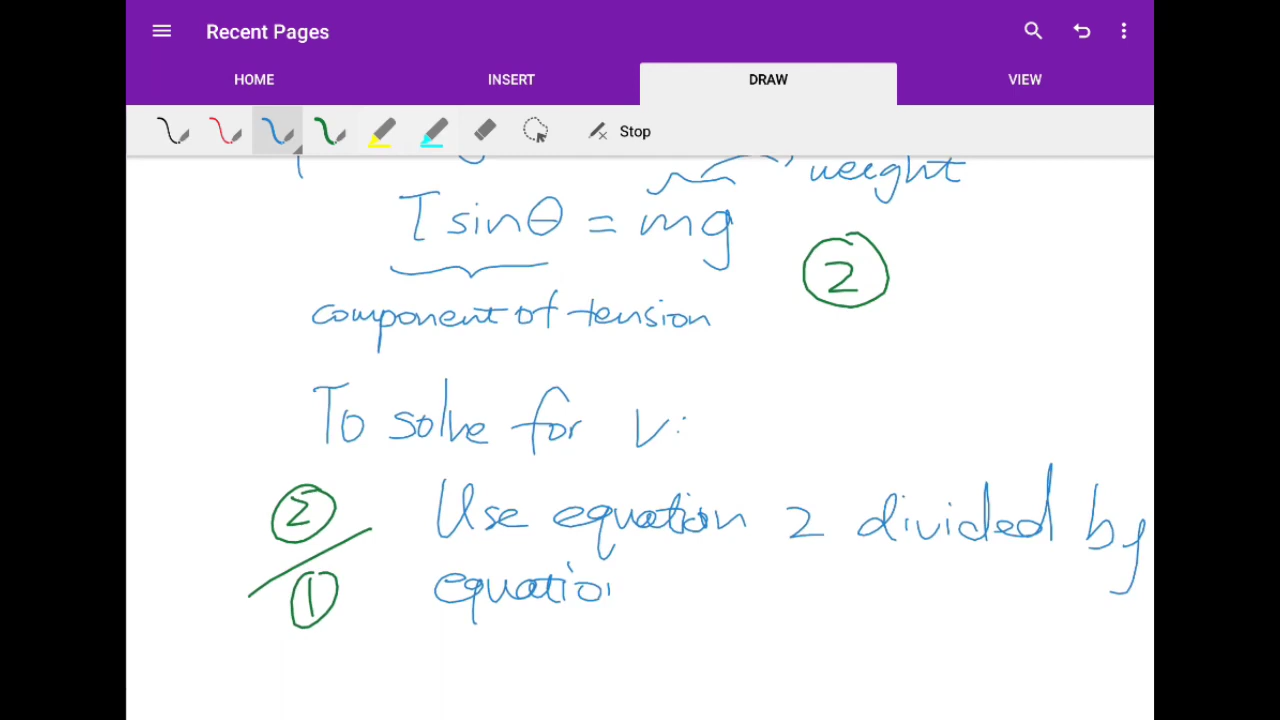 Recent Pages
HOME INSERT DRAW VIEW
Stop
weight
T sinθ = mg
2
component of tension
To solve for v:
2 Use equation 2 divided by
1 equation